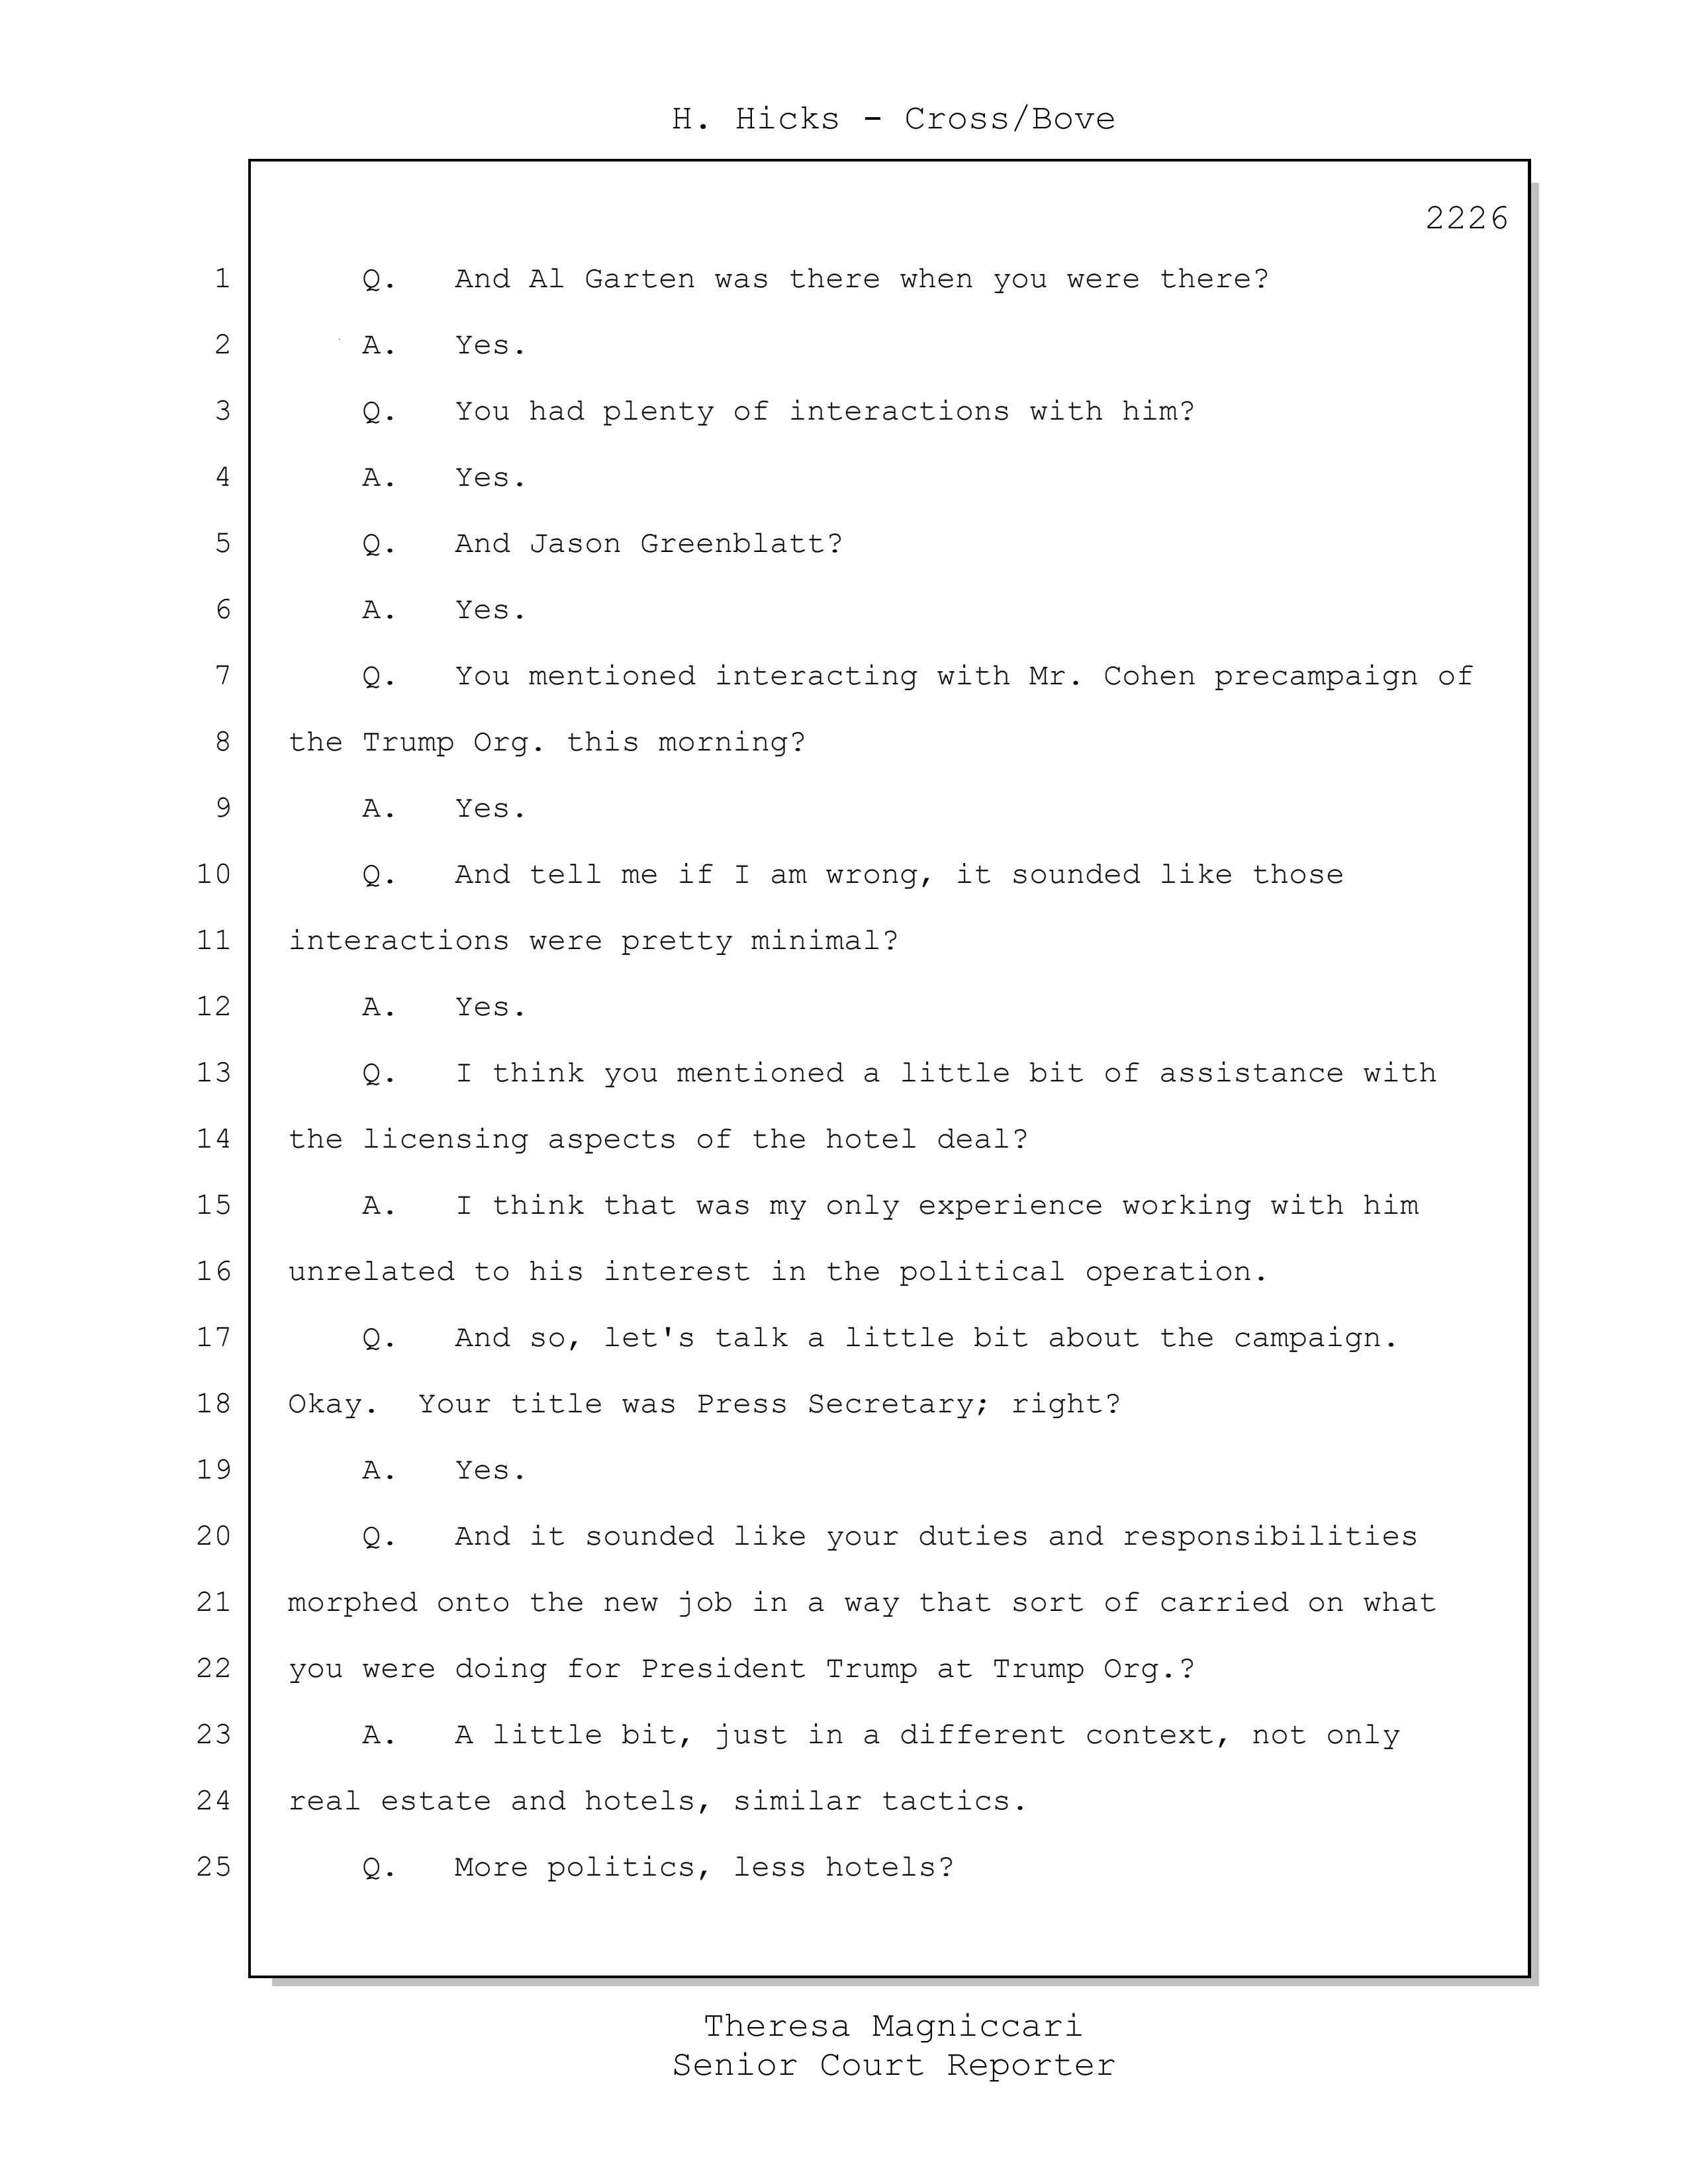 H. Hicks - Cross/Bove
2226
1 Q. And Al Garten was there when you were there?
2 A. Yes.
3 Q. You had plenty of interactions with him?
4 A. Yes.
5 Q. And Jason Greenblatt?
6 A. Yes.
7 Q. You mentioned interacting with Mr. Cohen precampaign of
8 the Trump Org. this morning?
9 A. Yes.
10 Q. And tell me if I am wrong, it sounded like those
11 interactions were pretty minimal?
12 A. Yes.
13 Q. I think you mentioned a little bit of assistance with
14 the licensing aspects of the hotel deal?
15 A. I think that was my only experience working with him
16 unrelated to his interest in the political operation.
17 Q. And so, let's talk a little bit about the campaign.
18 Okay. Your title was Press Secretary; right?
19 A. Yes.
20 Q. And it sounded like your duties and responsibilities
21 morphed onto the new job in a way that sort of carried on what
22 you were doing for President Trump at Trump Org.?
23 A. A little bit, just in a different context, not only
24 real estate and hotels, similar tactics.
25 Q. More politics, less hotels?
Theresa Magniccari
Senior Court Reporter